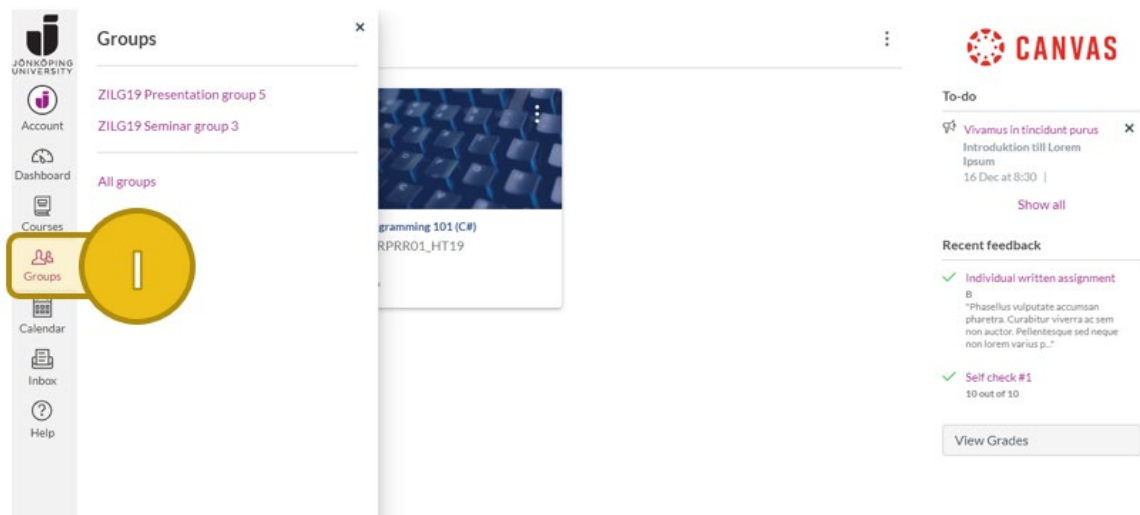 JÖNKÖPING
UNIVERSITY
Account
Dashboard
Courses
Groups
Calendar
Inbox
Help
Groups
ZILG19 Presentation group 5
ZILG19 Seminar group 3
All groups
I
gramming 101 (C#)
RPRR01_HT19
CANVAS
To-do
Vivamus in tincidunt purus
Introduktion till Lorem
Ipsum
16 Dec at 8:30 |
Show all
Recent feedback
Individual written assignment
B
"Phasellus vulputate accumsan
pharetra. Curabitur viverra ac sem
non auctor. Pellentesque sed neque
non lorem varius p..."
Self check #1
10 out of 10
View Grades